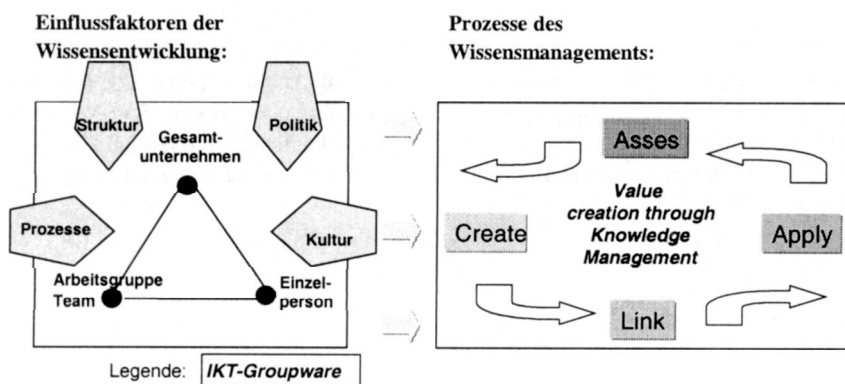 Einflussfaktoren der
Wissensentwicklung:
Struktur
Politik
Gesamt-
unternehmen
Prozesse
Kultur
Arbeitsgruppe
Team
Einzel-
person
Legende: IKT-Groupware
Prozesse des
Wissensmanagements:
Asses
Value
creation through
Knowledge
Management
Create
Apply
Link